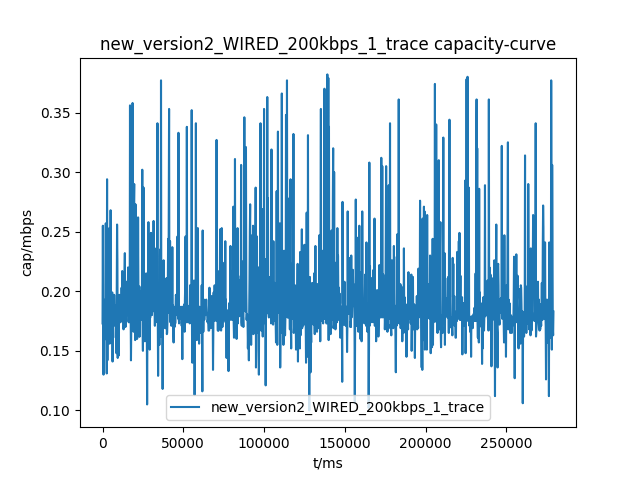 new_version2_WIRED_200kbps_1_trace capacity-curve
cap/mbps
0.35
0.30
0.25
0.20
0.15
0.10
new_version2_WIRED_200kbps_1_trace
0 50000 100000 150000 200000 250000
t/ms